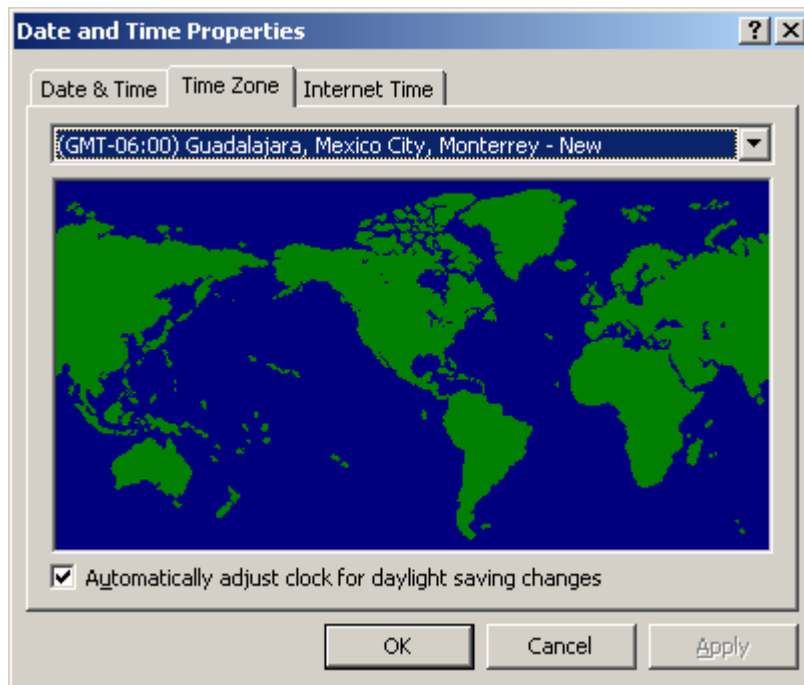 Date and Time Properties
Date & Time Time Zone Internet Time
(GMT-06:00) Guadalajara, Mexico City, Monterrey - New
Automatically adjust clock for daylight saving changes
OK Cancel Apply